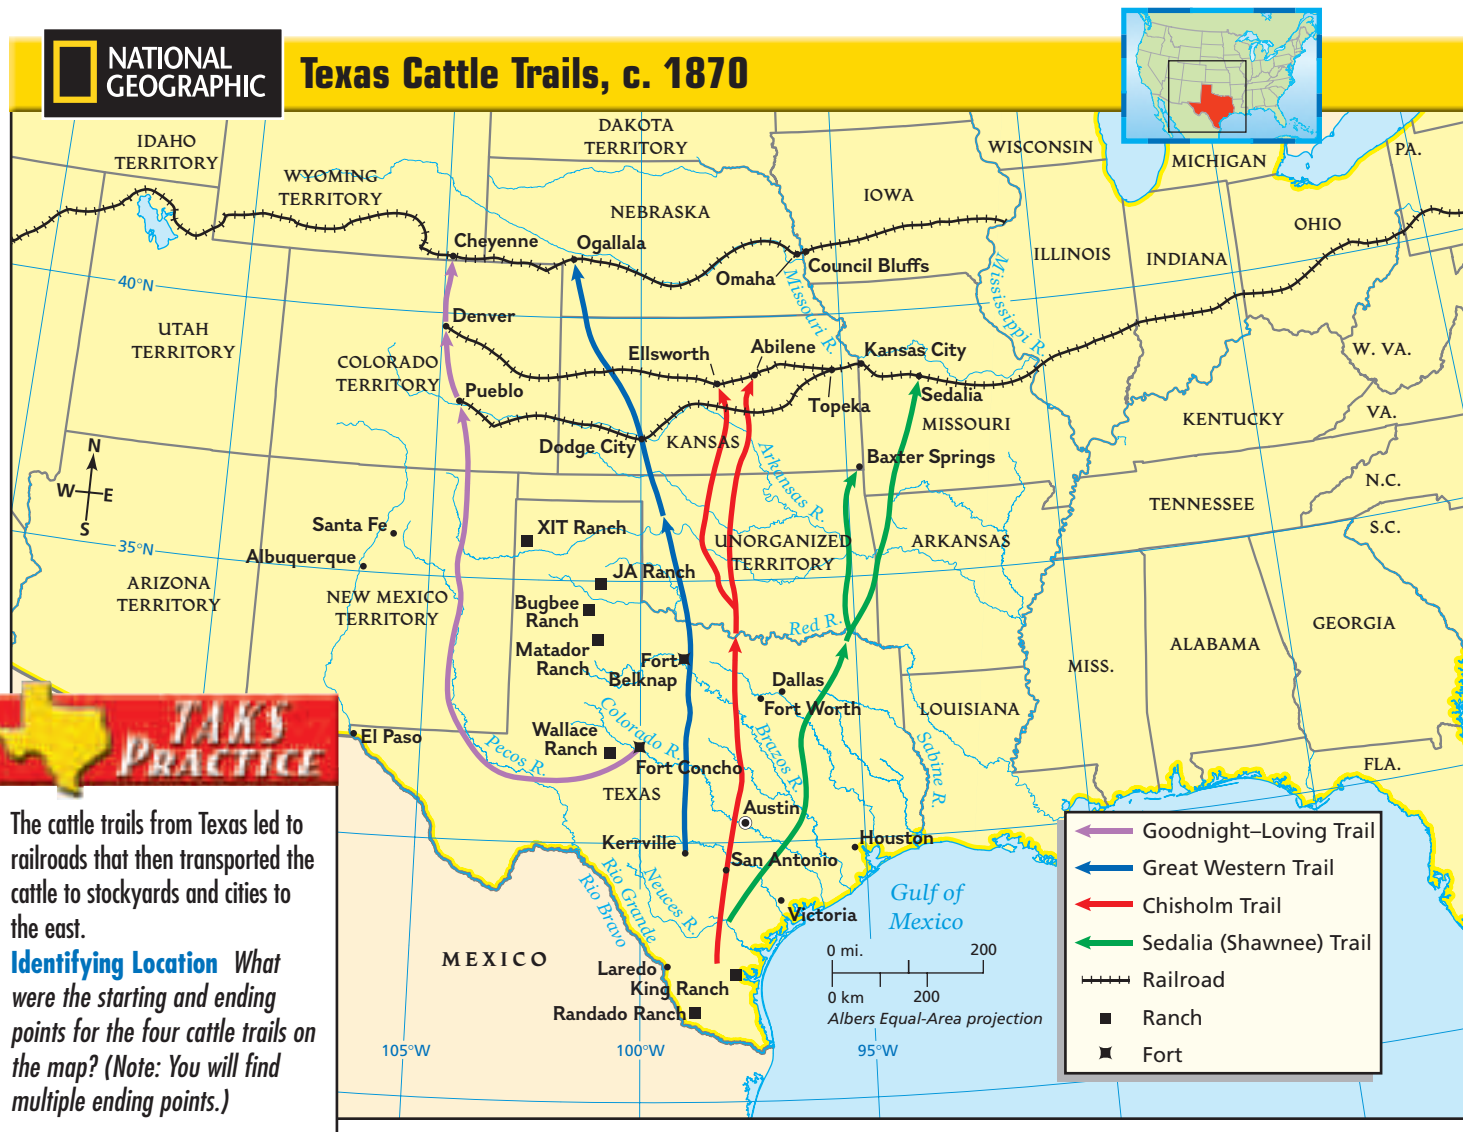 NATIONAL
GEOGRAPHIC
Texas Cattle Trails, c. 1870
IDAHO
TERRITORY
WYOMING
TERRITORY
DAKOTA
TERRITORY
WISCONSIN
MICHIGAN
PA.
NEBRASKA
IOWA
OHIO
ILLINOIS
INDIANA
Cheyenne
Ogallala
Omaha
Council Bluffs
Missouri R.
Mississippi R.
40°N
UTAH
TERRITORY
Denver
COLORADO
TERRITORY
Pueblo
Ellsworth
Abilene
Kansas City
Topeka
Sedalia
MISSOURI
Dodge City
KANSAS
Baxter Springs
Arkansas R.
KENTUCKY
W. VA.
VA.
N.C.
TENNESSEE
S.C.
N
W
E
S
35°N
Santa Fe
Albuquerque
ARIZONA
TERRITORY
NEW MEXICO
TERRITORY
XIT Ranch
JA Ranch
Bugbee
Ranch
Matador
Ranch
UNORGANIZED
TERRITORY
ARKANSAS
Red R.
Fort
Belknap
Dallas
Fort Worth
MISS.
ALABAMA
GEORGIA
LOUISIANA
FLA.
El Paso
Pecos R.
Wallace
Ranch
Colorado R.
Fort Concho
Brazos R.
Sabine R.
TEXAS
Austin
Kerrville
San Antonio
Houston
Rio Grande
Rio Bravo
Neuces R.
Victoria
Gulf of
Mexico
MEXICO
Laredo
King Ranch
Randado Ranch
0 mi.
200
0 km
200
Albers Equal-Area projection
105°W
100°W
95°W
Goodnight–Loving Trail
Great Western Trail
Chisholm Trail
Sedalia (Shawnee) Trail
Railroad
Ranch
Fort
TAKS
PRACTICE
The cattle trails from Texas led to
railroads that then transported the
cattle to stockyards and cities to
the east.
Identifying Location What
were the starting and ending
points for the four cattle trails on
the map? (Note: You will find
multiple ending points.)